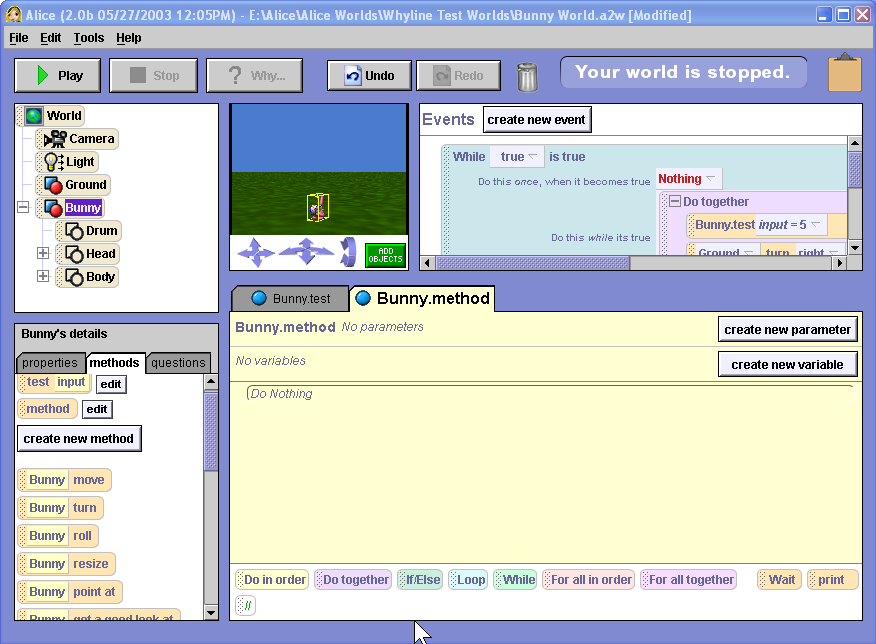 Alice (2.0b 05/27/2003 12:05PM) - E:\Alice\Alice Worlds\Whyline Test Worlds\Bunny World.a2w [Modified]
File Edit Tools Help
Play Stop ? Why... Undo Redo Your world is stopped.
World
Camera
Light
Ground
Bunny
Drum
Head
Body
ADD
OBJECTS
Events create new event
While true is true
Do this once, when it becomes true Nothing
Do together
Bunny.test input = 5
Do this while its true
Ground turn right
Bunny's details
properties methods questions
test input edit
method edit
create new method
Bunny move
Bunny turn
Bunny roll
Bunny resize
Bunny point at
Bunny get a good look at
Bunny.test Bunny.method
Bunny.method No parameters create new parameter
No variables create new variable
Do Nothing
Do in order Do together If/Else Loop While For all in order For all together Wait print
//